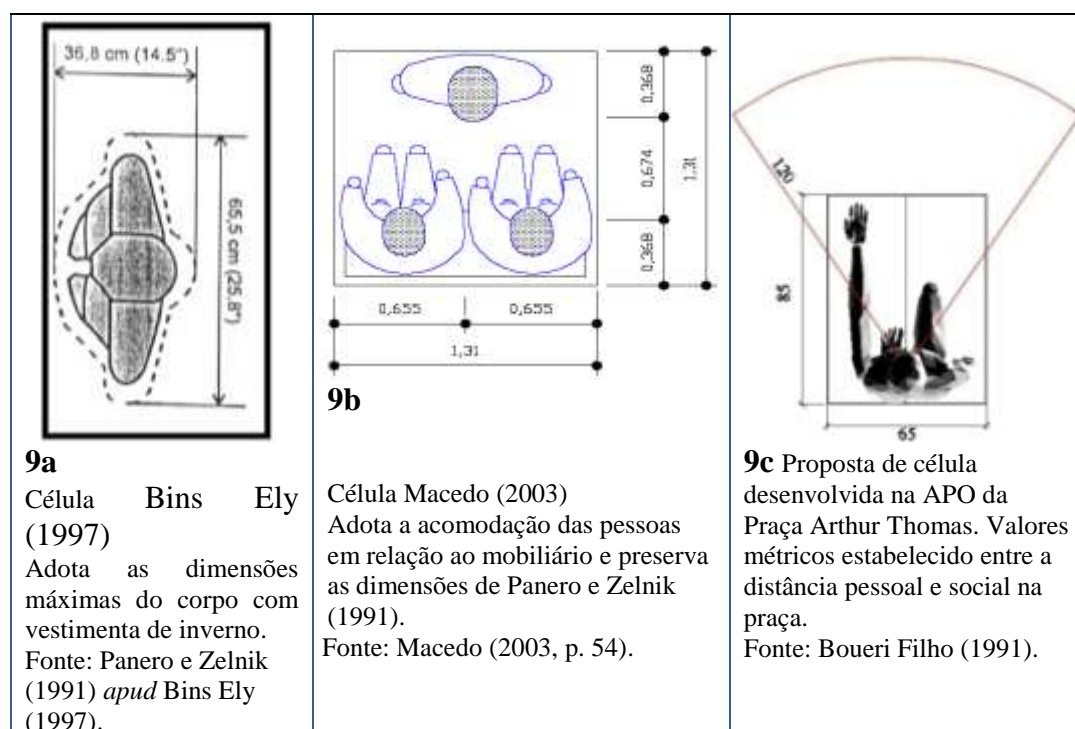 36,8 cm (14.5")
65,5 cm (25.8")
9a
Célula Bins Ely
(1997)
Adota as dimensões
máximas do corpo com
vestimenta de inverno.
Fonte: Panero e Zelnik
(1991) apud Bins Ely
(1997).
0,368
0,674
0,368
1,31
0,655
0,655
1,31
9b
Célula Macedo (2003)
Adota a acomodação das pessoas
em relação ao mobiliário e preserva
as dimensões de Panero e Zelnik
(1991).
Fonte: Macedo (2003, p. 54).
120
85
65
9c Proposta de célula
desenvolvida na APO da
Praça Arthur Thomas. Valores
métricos estabelecido entre a
distância pessoal e social na
praça.
Fonte: Boueri Filho (1991).